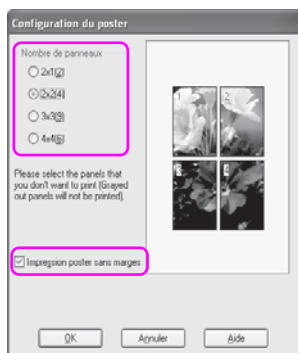 Configuration du poster
Nombre de panneaux
2x1(2)
2x2(4)
3x3(9)
4x4(6)
Please select the panels that
you don't want to print (Grayed
out panels will not be printed).
1
2
3
4
Impression poster sans marges
OK
Annuler
Aide